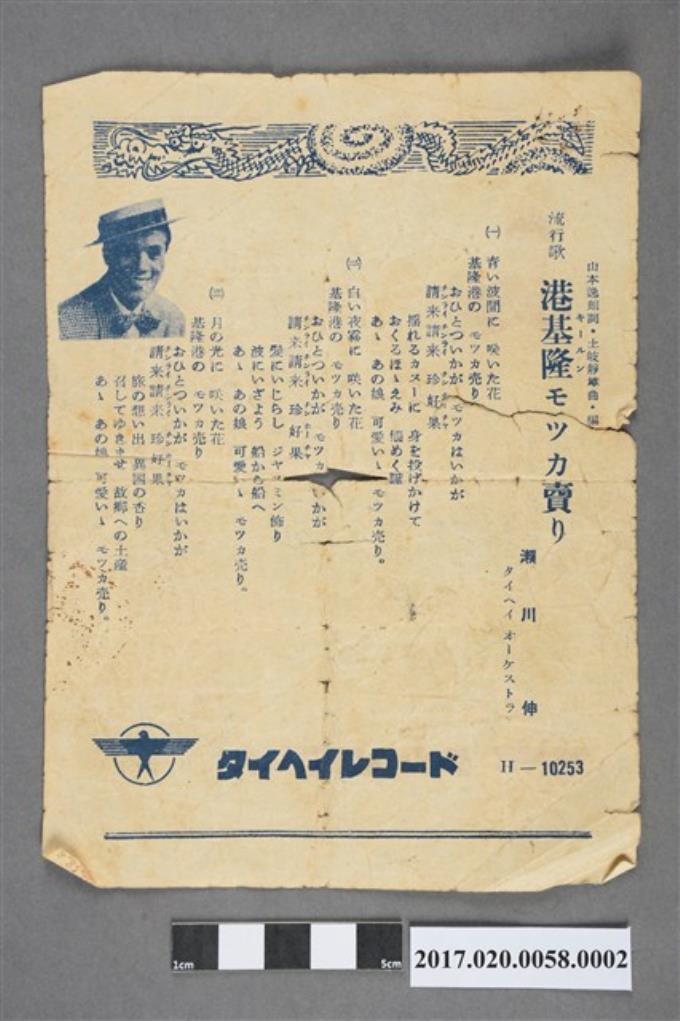 山本逸郎詞・土岐靜雄曲・編
流行歌
港基隆モツカ賣り
キールン
瀬川伸
タイヘイ オーケストラ
㈠ 青い波間に 咲いた花
基隆港の モツカ売り
おひとついかが モツカはいかが
請来請来 珍好果
揺れるカヌーに 身を投げかけて
おくるほゝえみ 悩めく瞳
あゝ あの娘 可愛いゝ モツカ売り。
㈡ 白い夜霧に 咲いた花
基隆港の モツカ売り
おひとついかが モツカ いかが
請来請来 珍好果
髪にいじらし ジャスミン飾り
波にいざよう 船から船へ
あゝ あの娘 可愛いゝ モツカ売り。
㈢ 月の光に 咲いた花
基隆港の モツカ売り
おひとついかが モツカはいかが
請来請来 珍好果
旅の想い出 異国の香り
召してゆきませ 故郷への土産
あゝ あの娘 可愛いゝ モツカ売り。
タイヘイレコード
H—10253
1cm
5cm
2017.020.0058.0002